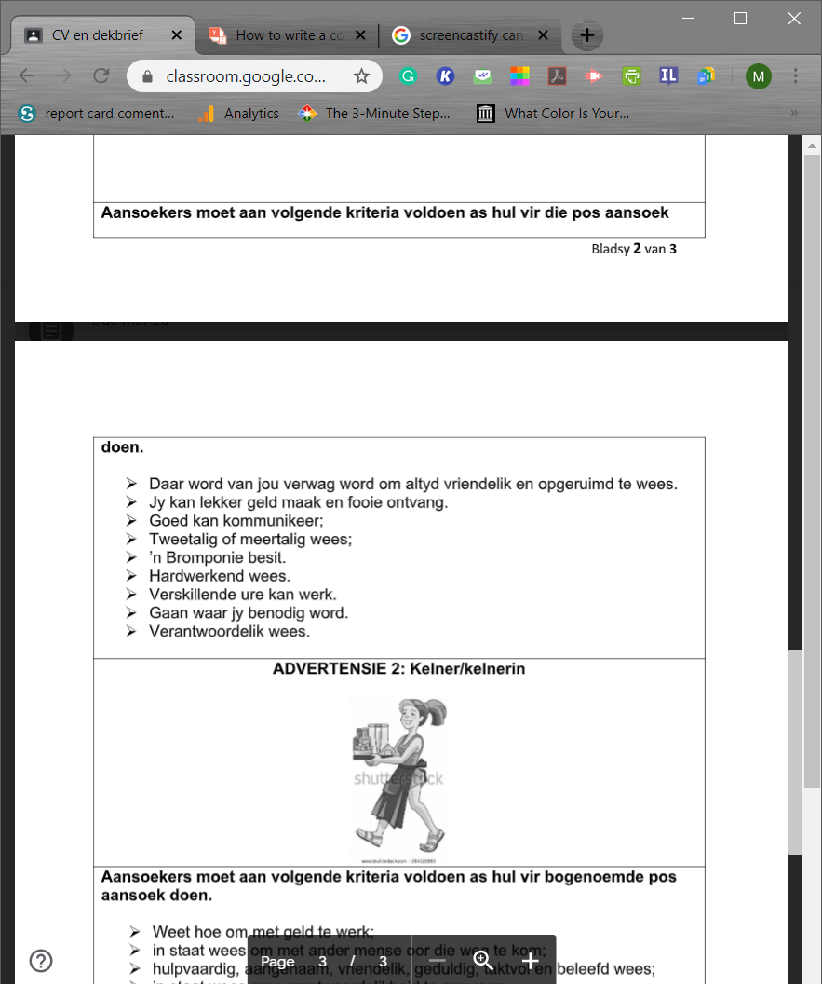 CV en dekbrief
How to write a co
screencastify can
classroom.google.co...
M
report card coment...
Analytics
The 3-Minute Step...
What Color Is Your...
Aansoekers moet aan volgende kriteria voldoen as hul vir die pos aansoek
Bladsy 2 van 3
doen.
➢ Daar word van jou verwag word om altyd vriendelik en opgeruimd te wees.
➢ Jy kan lekker geld maak en fooie ontvang.
➢ Goed kan kommunikeer;
➢ Tweetalig of meertalig wees;
➢ 'n Bromponie besit.
➢ Hardwerkend wees.
➢ Verskillende ure kan werk.
➢ Gaan waar jy benodig word.
➢ Verantwoordelik wees.
ADVERTENSIE 2: Kelner/kelnerin
shutterstock
Aansoekers moet aan volgende kriteria voldoen as hul vir bogenoemde pos
aansoek doen.
➢ Weet hoe om met geld te werk;
➢ in staat wees om met ander mense oor die weg te kom;
➢ hulpvaardig, aangenaam, vriendelik, geduldig, taktvol en beleefd wees;
Page 3 / 3